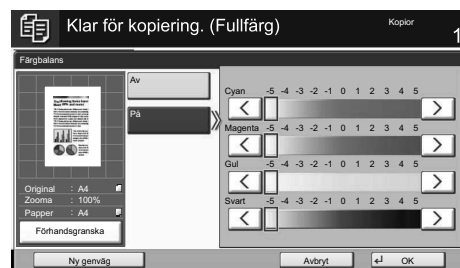 Klar för kopiering. (Fullfärg)
Kopior
1
Färgbalans
Av
På
Cyan -5 -4 -3 -2 -1 0 1 2 3 4 5
Magenta -5 -4 -3 -2 -1 0 1 2 3 4 5
Gul -5 -4 -3 -2 -1 0 1 2 3 4 5
Svart -5 -4 -3 -2 -1 0 1 2 3 4 5
Original : A4
Zooma : 100%
Papper : A4
Förhandsgranska
Ny genväg
Avbryt
OK